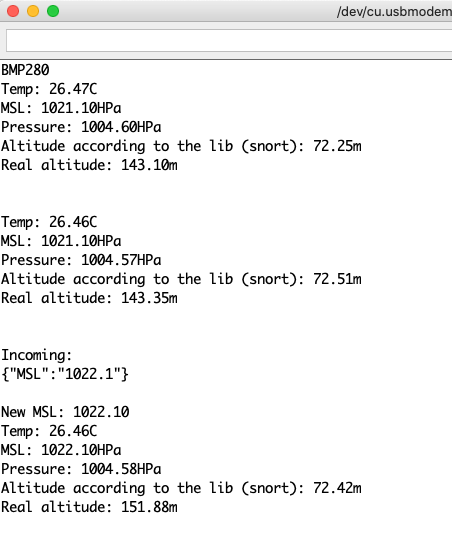 /dev/cu.usbmodem
BMP280
Temp: 26.47C
MSL: 1021.10HPa
Pressure: 1004.60HPa
Altitude according to the lib (snort): 72.25m
Real altitude: 143.10m
Temp: 26.46C
MSL: 1021.10HPa
Pressure: 1004.57HPa
Altitude according to the lib (snort): 72.51m
Real altitude: 143.35m
Incoming:
{"MSL":"1022.1"}
New MSL: 1022.10
Temp: 26.46C
MSL: 1022.10HPa
Pressure: 1004.58HPa
Altitude according to the lib (snort): 72.42m
Real altitude: 151.88m